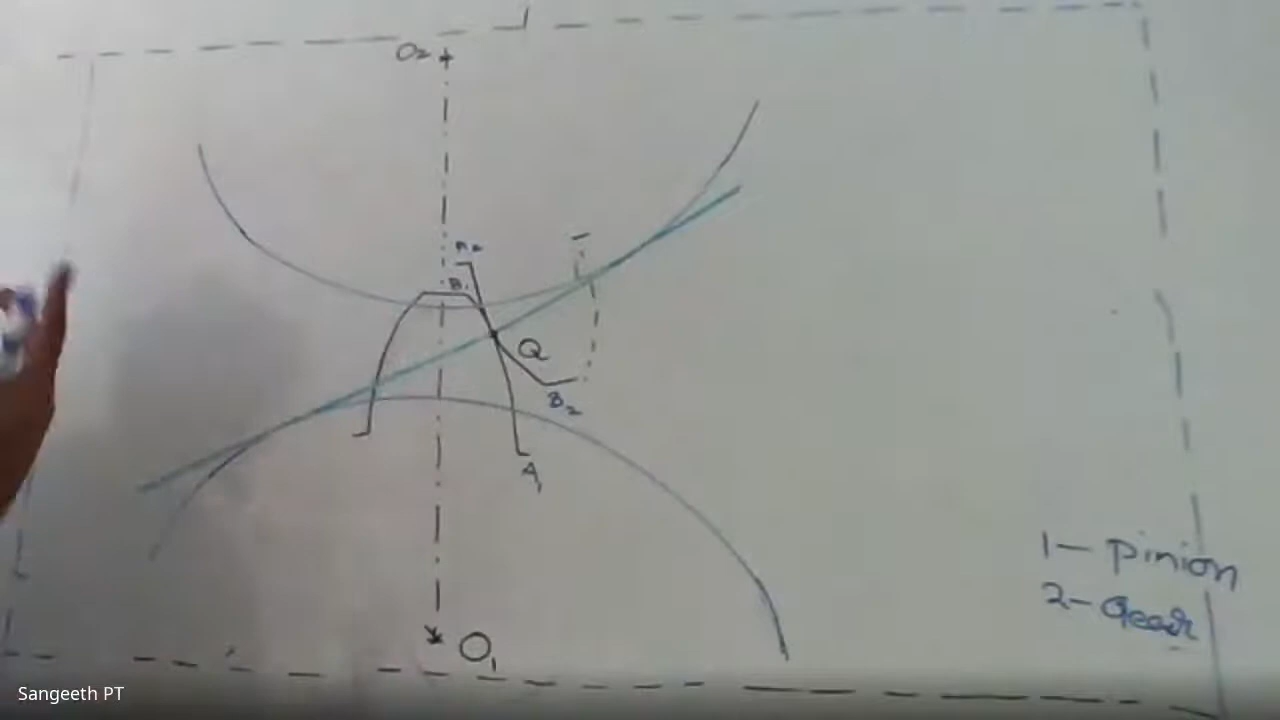 O₂
B₁
Q
B₂
A₁
O₁
1 — Pinion
2 — Gear
Sangeeth PT